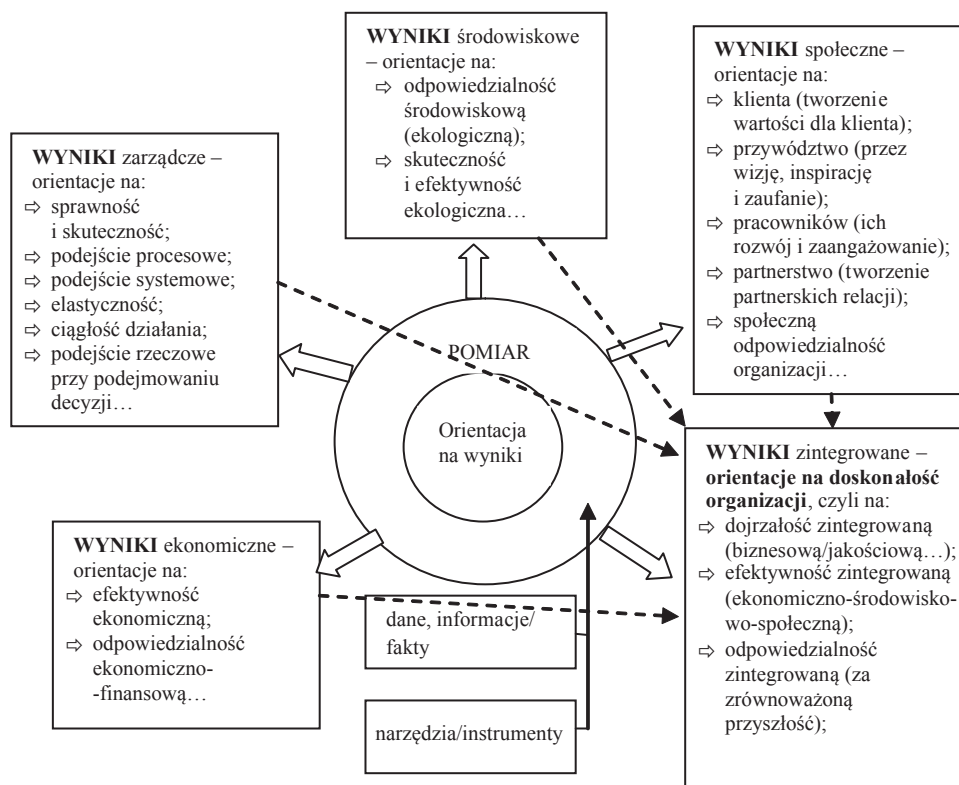 WYNIKI środowiskowe
– orientacje na:
⇨ odpowiedzialność
środowiskową
(ekologiczną);
⇨ skuteczność
i efektywność
ekologiczna…
WYNIKI społeczne –
orientacje na:
⇨ klienta (tworzenie
wartości dla klienta);
⇨ przywództwo (przez
wizję, inspirację
i zaufanie);
⇨ pracowników (ich
rozwój i zaangażowanie);
⇨ partnerstwo (tworzenie
partnerskich relacji);
⇨ społeczną
odpowiedzialność
organizacji…
WYNIKI zarządcze –
orientacje na:
⇨ sprawność
i skuteczność;
⇨ podejście procesowe;
⇨ podejście systemowe;
⇨ elastyczność;
⇨ ciągłość działania;
⇨ podejście rzeczowe
przy podejmowaniu
decyzji…
POMIAR
Orientacja
na wyniki
WYNIKI zintegrowane –
orientacje na doskonałość
organizacji, czyli na:
⇨ dojrzałość zintegrowaną
(biznesową/jakościową…);
⇨ efektywność zintegrowaną
(ekonomiczno-środowisko-
wo-społeczną);
⇨ odpowiedzialność
zintegrowaną (za
zrównoważoną
przyszłość);
WYNIKI ekonomiczne –
orientacje na:
⇨ efektywność
ekonomiczną;
⇨ odpowiedzialność
ekonomiczno-
-finansową…
dane, informacje/
fakty
narzędzia/instrumenty